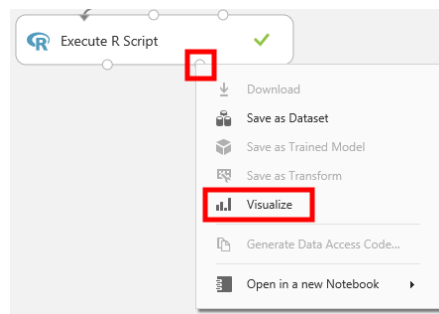 Execute R Script
Download
Save as Dataset
Save as Trained Model
Save as Transform
Visualize
Generate Data Access Code...
Open in a new Notebook